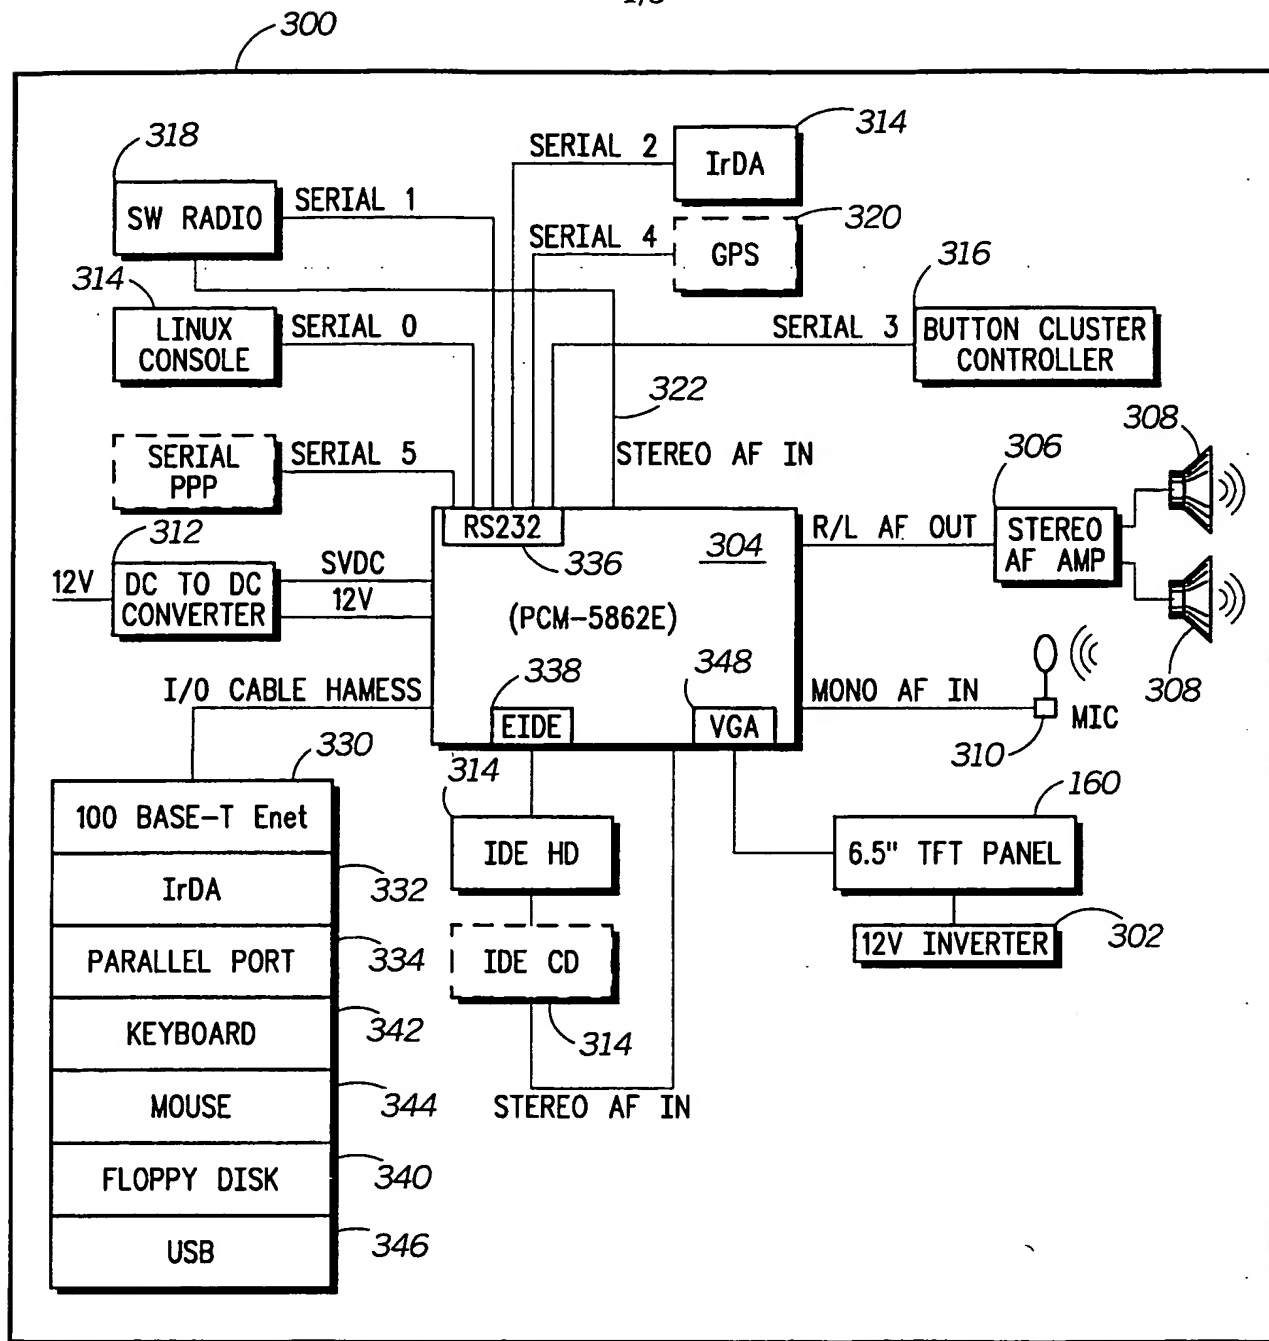 300
318
SW RADIO
SERIAL 1
SERIAL 2
IrDA
314
SERIAL 4
GPS
320
314
LINUX
CONSOLE
SERIAL 0
SERIAL 3
316
BUTTON CLUSTER
CONTROLLER
322
SERIAL
PPP
SERIAL 5
STEREO AF IN
308
306
312
12V
DC TO DC
CONVERTER
SVDC
12V
RS232
336
304
(PCM-5862E)
R/L AF OUT
STEREO
AF AMP
308
I/O CABLE HAMESS
338
EIDE
348
VGA
MONO AF IN
MIC
310
330
100 BASE-T Enet
IrDA
332
PARALLEL PORT
334
KEYBOARD
342
MOUSE
344
FLOPPY DISK
340
USB
346
314
IDE HD
IDE CD
314
STEREO AF IN
160
6.5" TFT PANEL
12V INVERTER
302